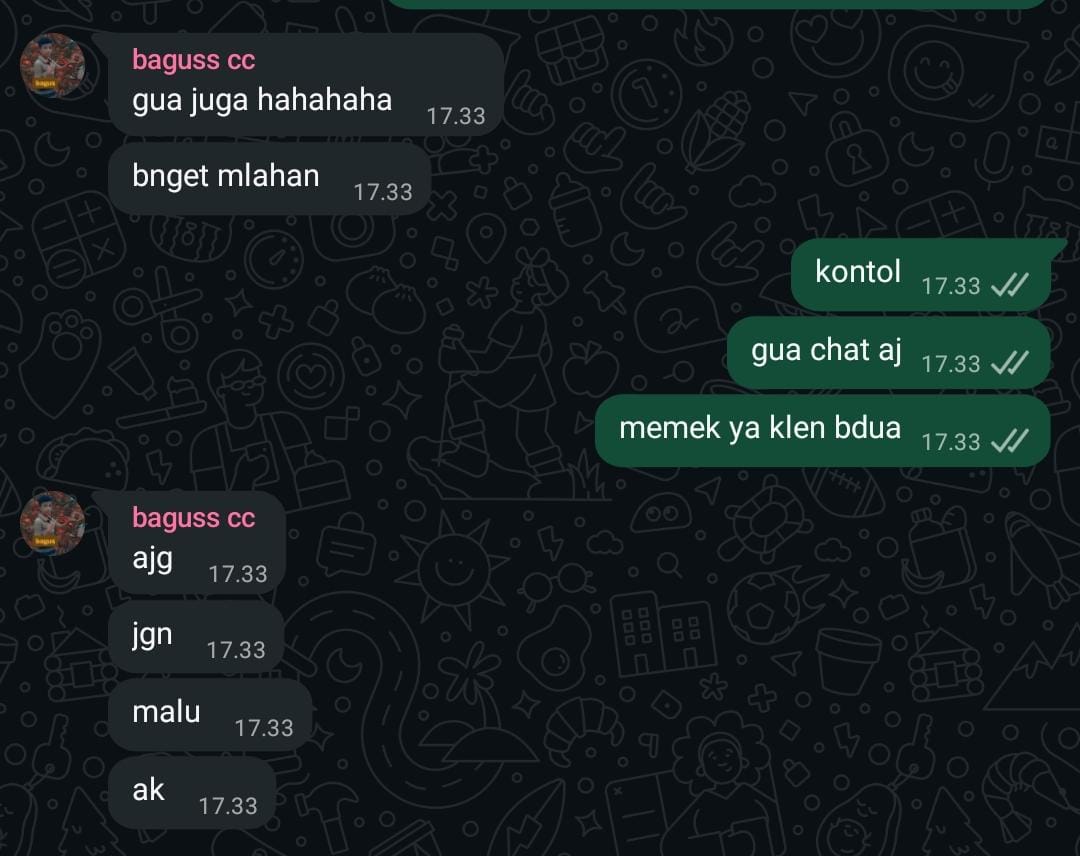 baguss cc
gua juga hahahaha 17.33
bnget mlahan 17.33
kontol 17.33
gua chat aj 17.33
memek ya klen bdua 17.33
baguss cc
ajg 17.33
jgn 17.33
malu 17.33
ak 17.33